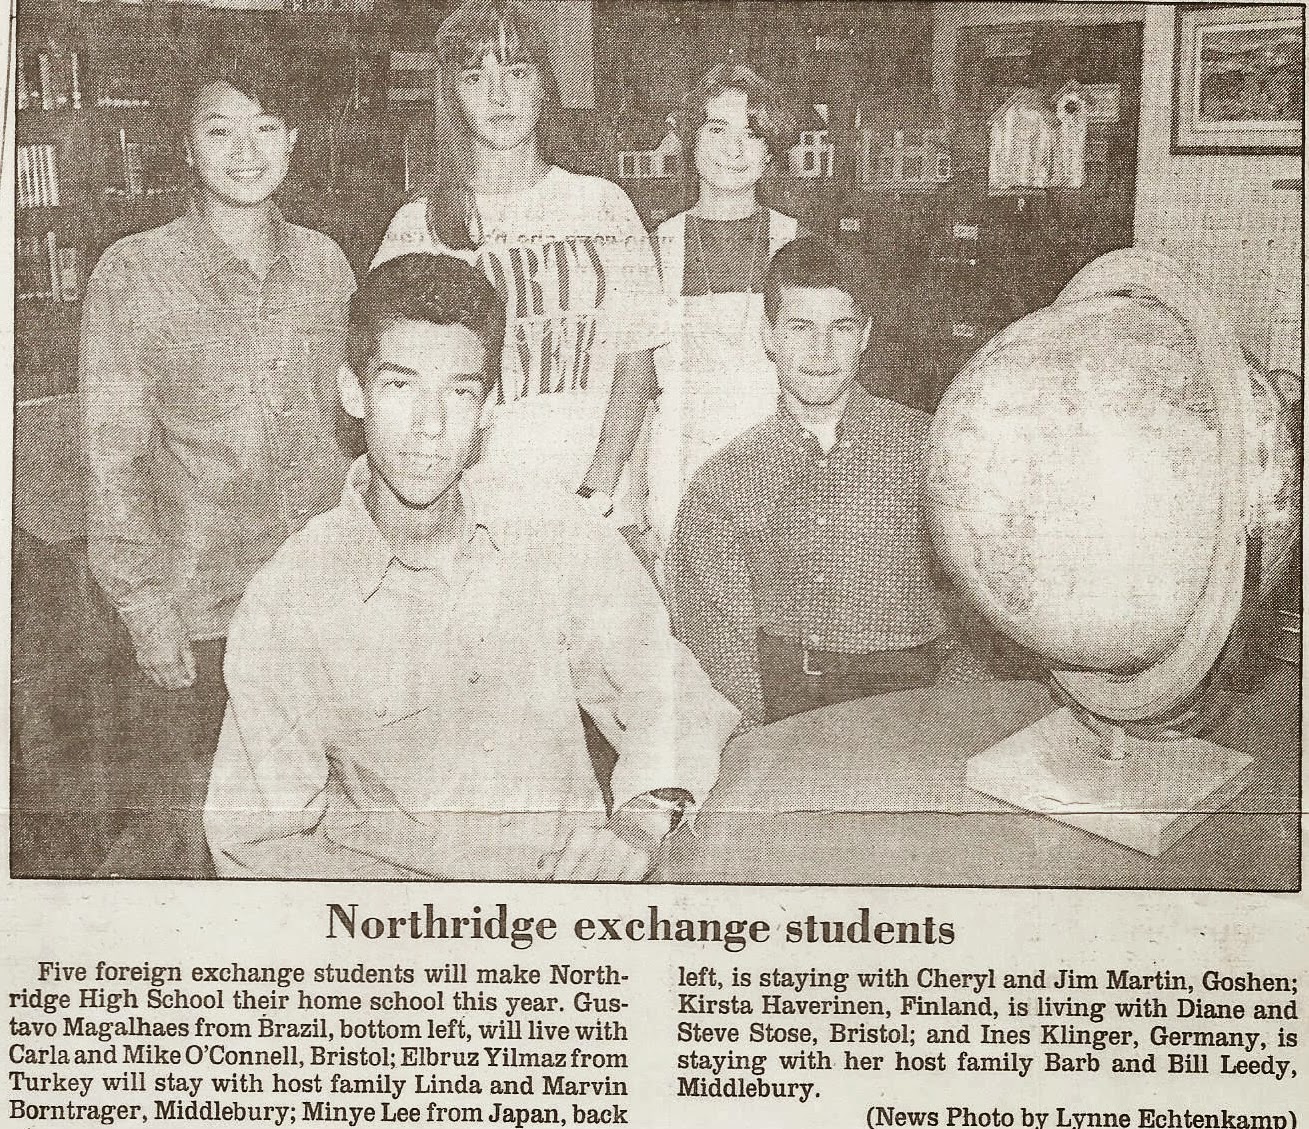 Northridge exchange students
Five foreign exchange students will make North-
ridge High School their home school this year. Gus-
tavo Magalhaes from Brazil, bottom left, will live with
Carla and Mike O'Connell, Bristol; Elbruz Yilmaz from
Turkey will stay with host family Linda and Marvin
Borntrager, Middlebury; Minye Lee from Japan, back
left, is staying with Cheryl and Jim Martin, Goshen;
Kirsta Haverinen, Finland, is living with Diane and
Steve Stose, Bristol; and Ines Klinger, Germany, is
staying with her host family Barb and Bill Leedy,
Middlebury.
(News Photo by Lynne Echtenkamp)